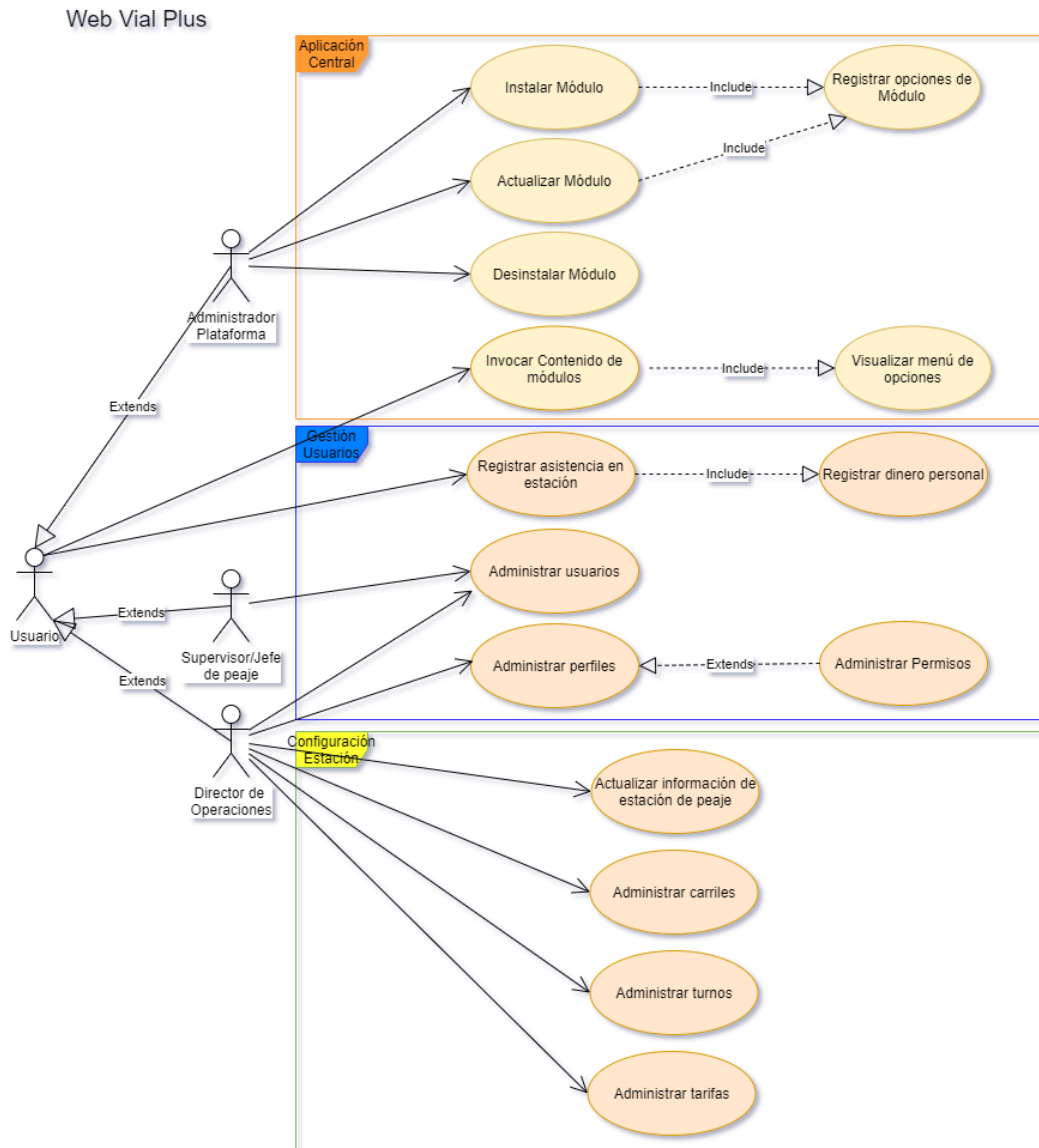 Web Vial Plus
Aplicación
Central
Instalar Módulo
Include
Registrar opciones de
Módulo
Actualizar Módulo
Include
Administrador
Plataforma
Desinstalar Módulo
Invocar Contenido de
módulos
Include
Visualizar menú de
opciones
Extends
Gestión
Usuarios
Registrar asistencia en
estación
Include
Registrar dinero personal
Usuario
Extends
Supervisor/Jefe
de peaje
Administrar usuarios
Extends
Administrar perfiles
Extends
Administrar Permisos
Director de
Operaciones
Configuración
Estación
Actualizar información de
estación de peaje
Administrar carriles
Administrar turnos
Administrar tarifas